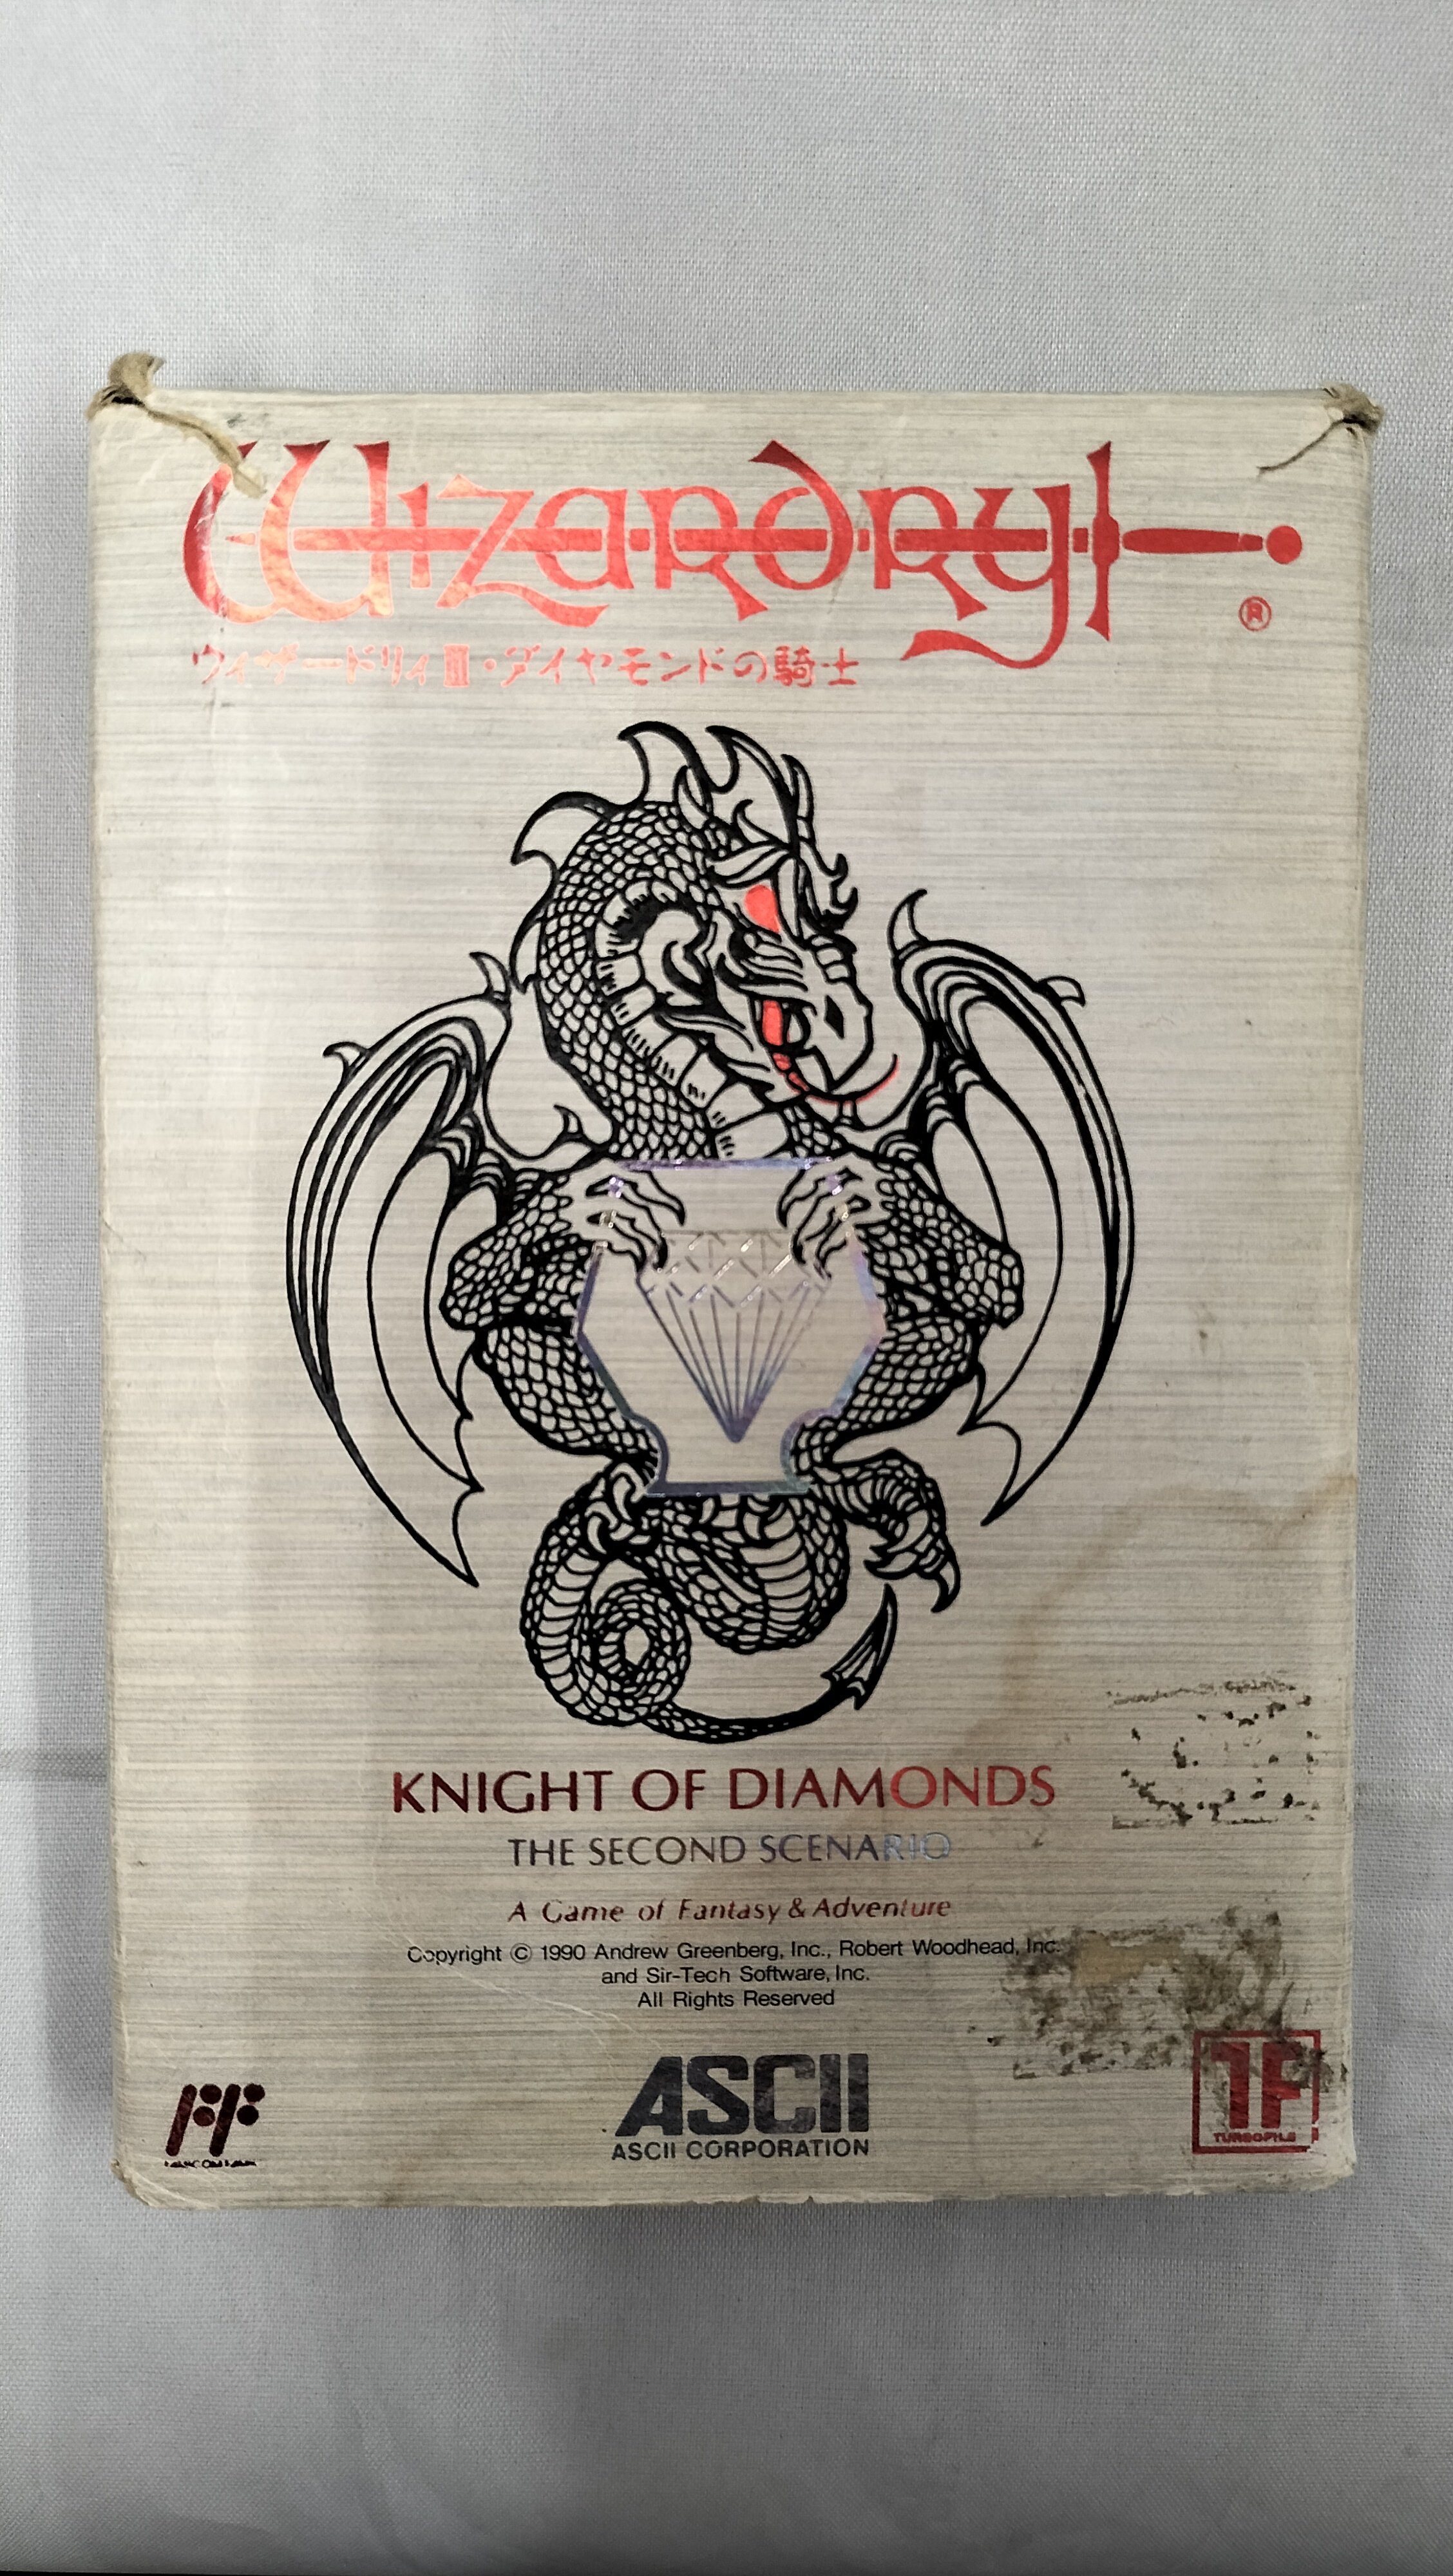 Wizardry
®
ウィザードリィⅢ・ダイヤモンドの騎士
KNIGHT OF DIAMONDS
THE SECOND SCENARIO
A Game of Fantasy & Adventure
Copyright © 1990 Andrew Greenberg, Inc., Robert Woodhead, Inc.
and Sir-Tech Software, Inc.
All Rights Reserved
ASCII
ASCII CORPORATION
TF
TURBOFILE